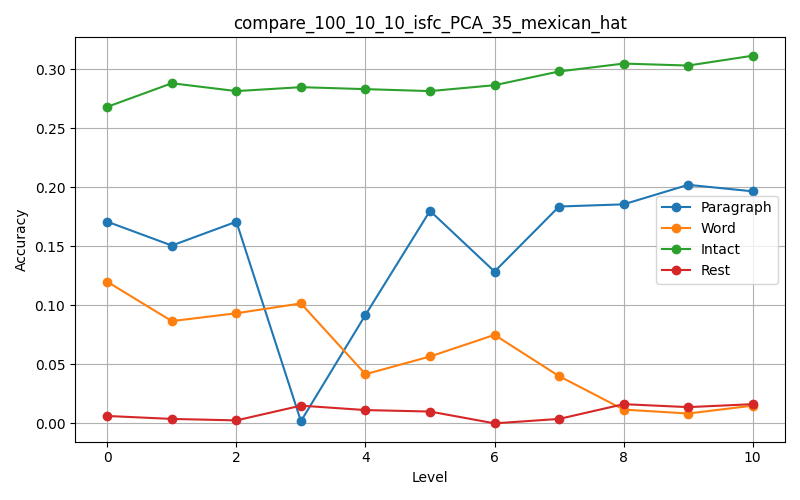 compare_100_10_10_isfc_PCA_35_mexican_hat
Accuracy
0.30
0.25
0.20
0.15
0.10
0.05
0.00
Paragraph
Word
Intact
Rest
0 2 4 6 8 10
Level